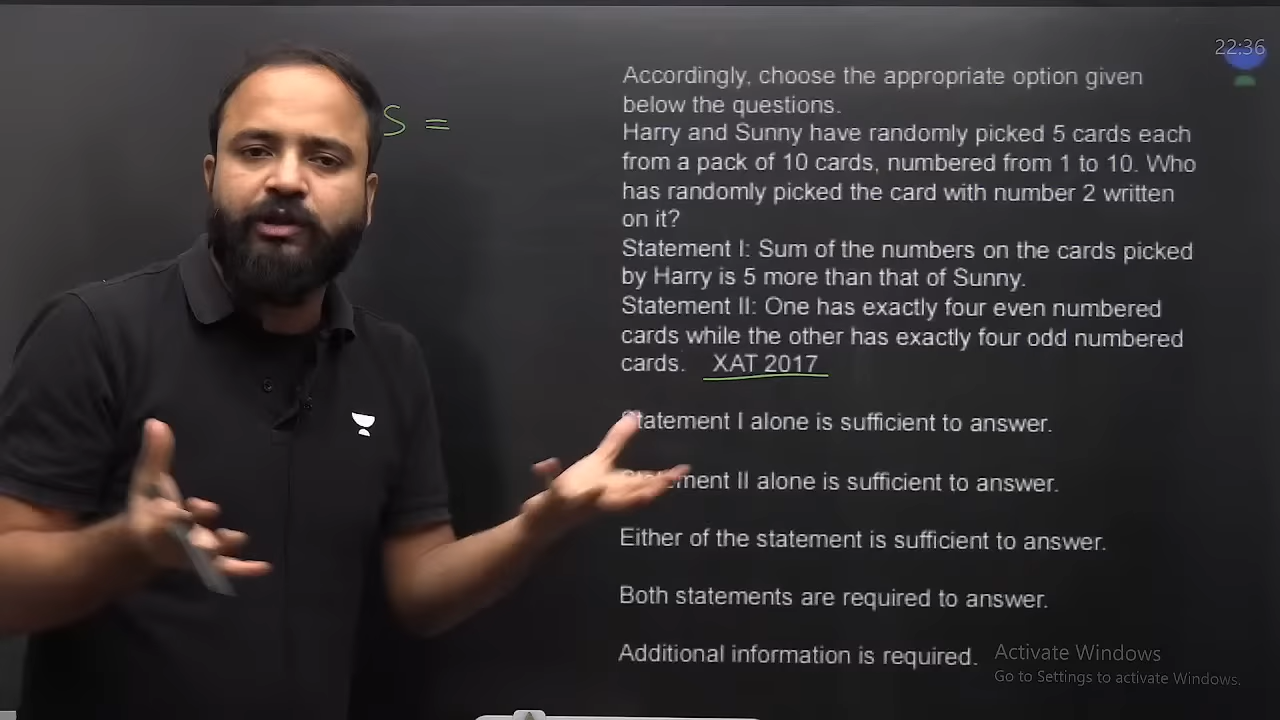 22:36
S =
Accordingly, choose the appropriate option given
below the questions.
Harry and Sunny have randomly picked 5 cards each
from a pack of 10 cards, numbered from 1 to 10. Who
has randomly picked the card with number 2 written
on it?
Statement I: Sum of the numbers on the cards picked
by Harry is 5 more than that of Sunny.
Statement II: One has exactly four even numbered
cards while the other has exactly four odd numbered
cards. XAT 2017
Statement I alone is sufficient to answer.
Statement II alone is sufficient to answer.
Either of the statement is sufficient to answer.
Both statements are required to answer.
Additional information is required.
Activate Windows
Go to Settings to activate Windows.